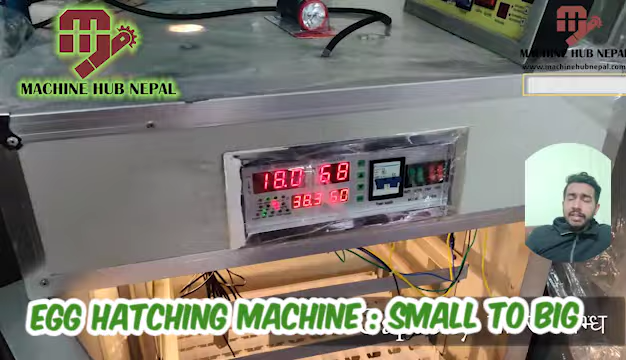 MACHINE HUB NEPAL
MACHINE HUB NEPAL
www.machinehubnepal.com
18.0 68
38.3 50
EGG HATCHING MACHINE : SMALL TO BIG